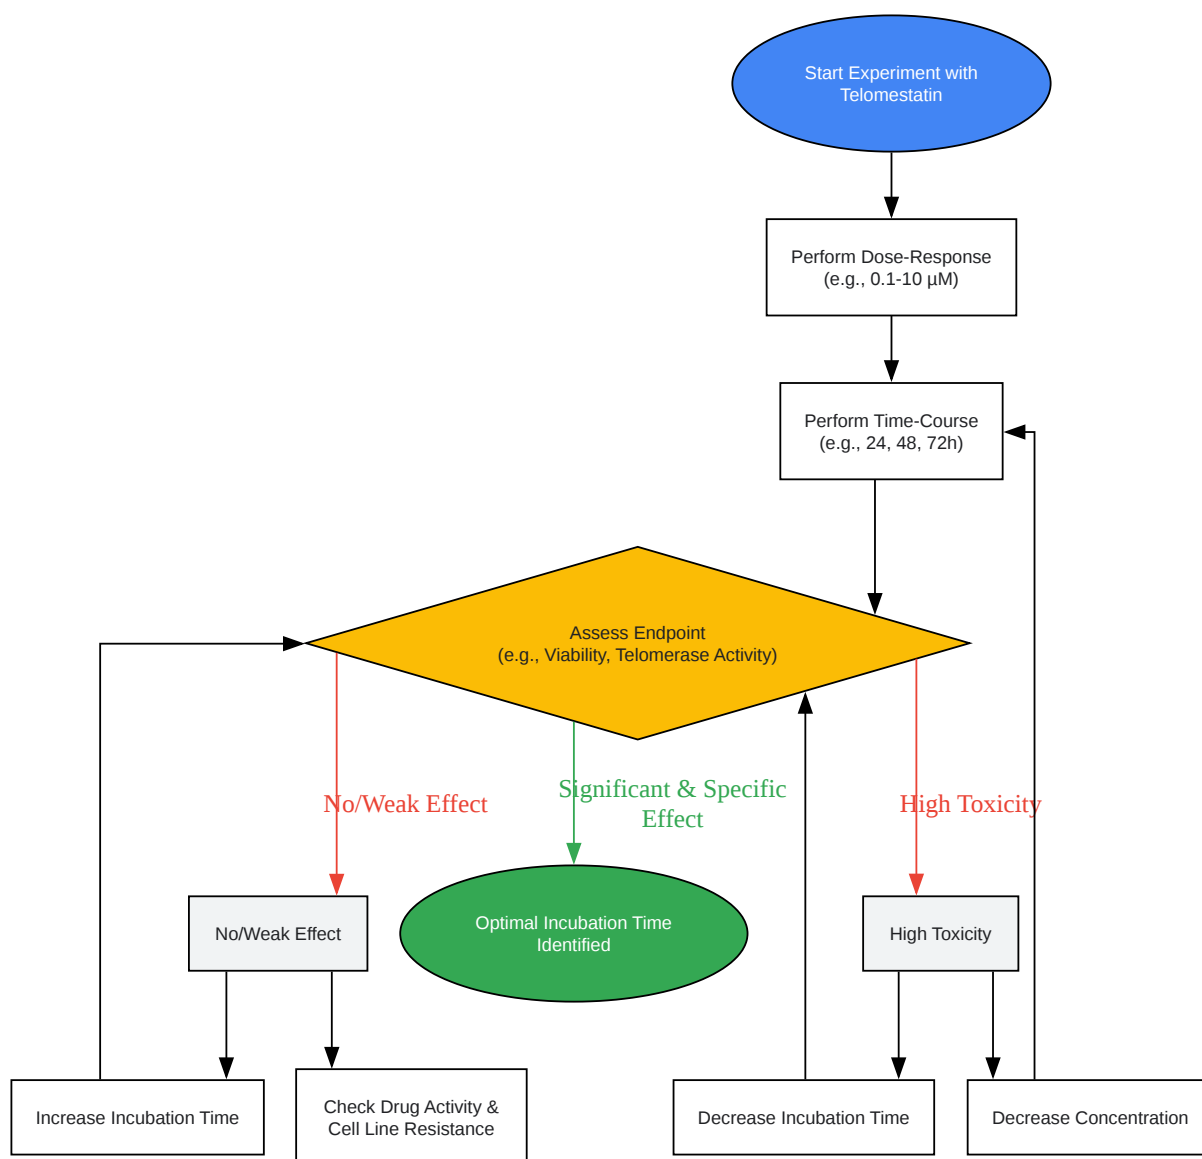 Start Experiment with
Telomestatin
Perform Dose-Response
(e.g., 0.1-10 µM)
Perform Time-Course
(e.g., 24, 48, 72h)
Assess Endpoint
(e.g., Viability, Telomerase Activity)
No/Weak Effect
Significant & Specific
Effect
High Toxicity
No/Weak Effect
Optimal Incubation Time
Identified
High Toxicity
Increase Incubation Time
Check Drug Activity &
Cell Line Resistance
Decrease Incubation Time
Decrease Concentration